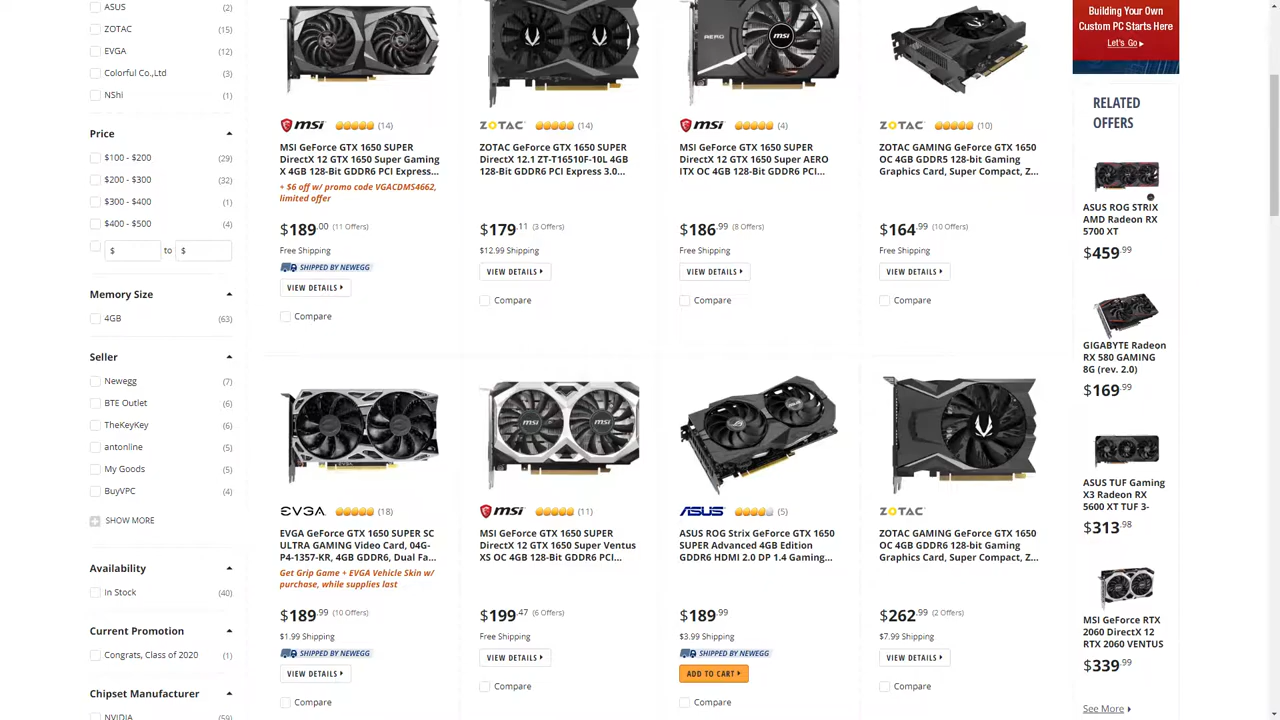 ASUS (2)
ZOTAC (15)
EVGA (12)
Colorful Co.,Ltd (3)
NShi (1)
Price
$100 - $200 (29)
$200 - $300 (32)
$300 - $400 (1)
$400 - $500 (4)
$ to $
Memory Size
4GB (63)
Seller
Newegg (7)
BTE Outlet (6)
TheKeyKey (6)
antonline (5)
My Goods (5)
BuyVPC (4)
SHOW MORE
Availability
In Stock (40)
Current Promotion
Congrats, Class of 2020 (1)
Chipset Manufacturer
NVIDIA (59)
msi (14)
MSI GeForce GTX 1650 SUPER
DirectX 12 GTX 1650 Super Gaming
X 4GB 128-Bit GDDR6 PCI Express...
+ $6 off w/ promo code VGACDMS4662,
limited offer
$189.00 (11 Offers)
Free Shipping
SHIPPED BY NEWEGG
VIEW DETAILS
Compare
ZOTAC (14)
ZOTAC GeForce GTX 1650 SUPER
DirectX 12.1 ZT-T16510F-10L 4GB
128-Bit GDDR6 PCI Express 3.0...
$179.11 (3 Offers)
$12.99 Shipping
VIEW DETAILS
Compare
AERO
msi
msi (4)
MSI GeForce GTX 1650 SUPER
DirectX 12 GTX 1650 Super AERO
ITX OC 4GB 128-Bit GDDR6 PCI...
$186.99 (8 Offers)
Free Shipping
VIEW DETAILS
Compare
ZOTAC (10)
ZOTAC GAMING GeForce GTX 1650
OC 4GB GDDR5 128-bit Gaming
Graphics Card, Super Compact, Z...
$164.99 (10 Offers)
Free Shipping
VIEW DETAILS
Compare
EVGA (18)
EVGA GeForce GTX 1650 SUPER SC
ULTRA GAMING Video Card, 04G-
P4-1357-KR, 4GB GDDR6, Dual Fa...
Get Grip Game + EVGA Vehicle Skin w/
purchase, while supplies last
$189.99 (10 Offers)
$1.99 Shipping
SHIPPED BY NEWEGG
VIEW DETAILS
Compare
msi
msi
msi (11)
MSI GeForce GTX 1650 SUPER
DirectX 12 GTX 1650 Super Ventus
XS OC 4GB 128-Bit GDDR6 PCI...
$199.47 (6 Offers)
Free Shipping
VIEW DETAILS
Compare
ASUS (5)
ASUS ROG Strix GeForce GTX 1650
SUPER Advanced 4GB Edition
GDDR6 HDMI 2.0 DP 1.4 Gaming...
$189.99
$3.99 Shipping
SHIPPED BY NEWEGG
ADD TO CART
Compare
ZOTAC
ZOTAC GAMING GeForce GTX 1650
OC 4GB GDDR6 128-bit Gaming
Graphics Card, Super Compact, Z...
$262.99 (2 Offers)
$7.99 Shipping
VIEW DETAILS
Compare
Building Your Own
Custom PC Starts Here
Let's Go
RELATED
OFFERS
ASUS ROG STRIX
AMD Radeon RX
5700 XT
$459.99
GIGABYTE Radeon
RX 580 GAMING
8G (rev. 2.0)
$169.99
ASUS TUF Gaming
X3 Radeon RX
5600 XT TUF 3-
$313.98
MSI GeForce RTX
2060 DirectX 12
RTX 2060 VENTUS
$339.99
See More